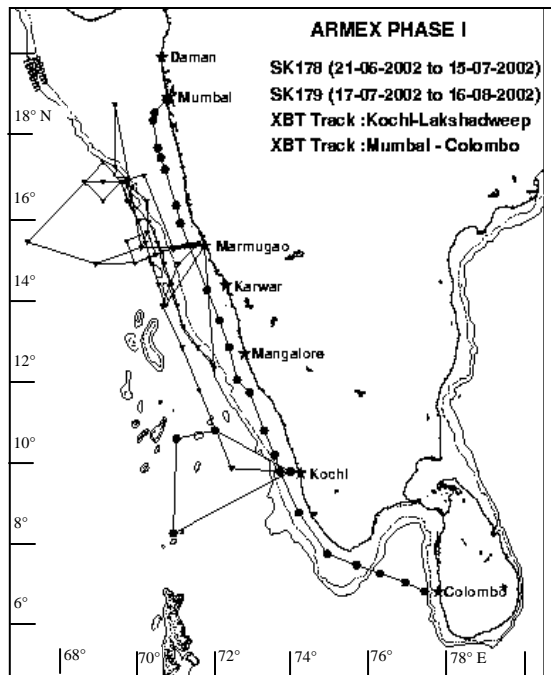 ARMEX PHASE I
SK178 (21-06-2002 to 15-07-2002)
SK179 (17-07-2002 to 16-08-2002)
XBT Track :Kochi-Lakshadweep
XBT Track :Mumbai - Colombo
Daman
Mumbai
18° N
16°
Marmugao
14°
Karwar
Mangalore
12°
10°
Kochi
8°
Colombo
6°
68° 70° 72° 74° 76° 78° E